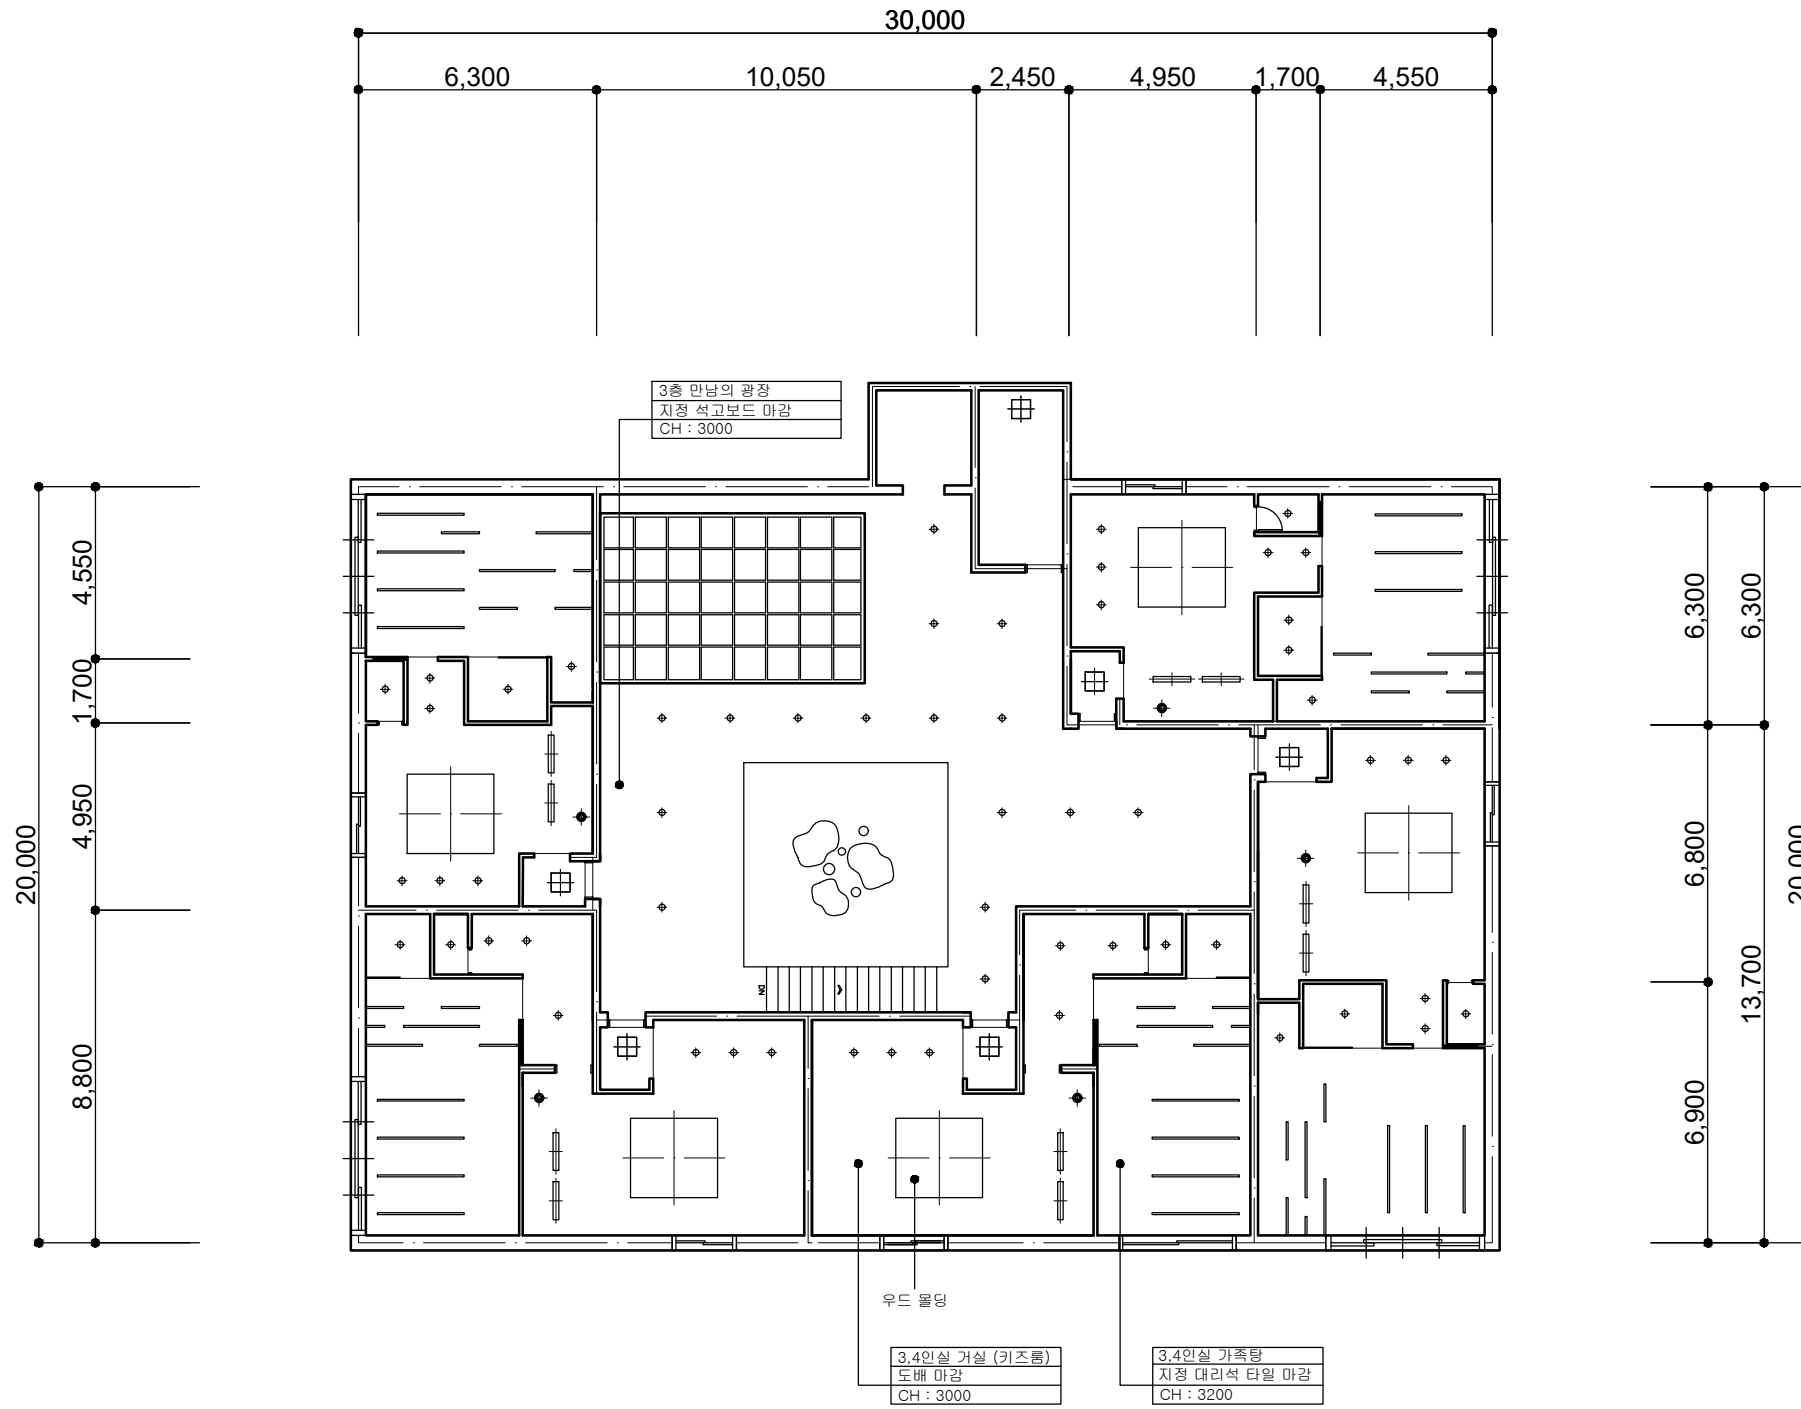 30,000
6,300
10,050
2,450
4,950
1,700
4,550
3층 만남의 광장
지정 석고보드 마감
CH : 3000
20,000
4,550
1,700
4,950
8,800
6,300
6,800
6,900
6,300
13,700
20,000
DN
우드 몰딩
3,4인실 거실 (키즈룸)
도배 마감
CH : 3000
3,4인실 가족탕
지정 대리석 타일 마감
CH : 3200